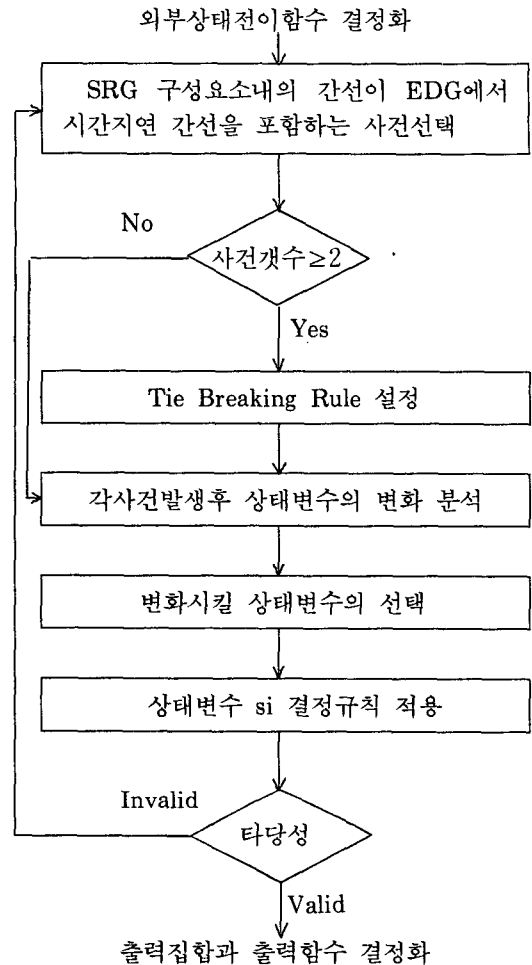 외부상태전이함수 결정화
SRG 구성요소내의 간선이 EDG에서
시간지연 간선을 포함하는 사건선택
No
사건갯수≥2
Yes
Tie Breaking Rule 설정
각사건발생후 상태변수의 변화 분석
변화시킬 상태변수의 선택
상태변수 si 결정규칙 적용
Invalid
타당성
Valid
출력집합과 출력함수 결정화